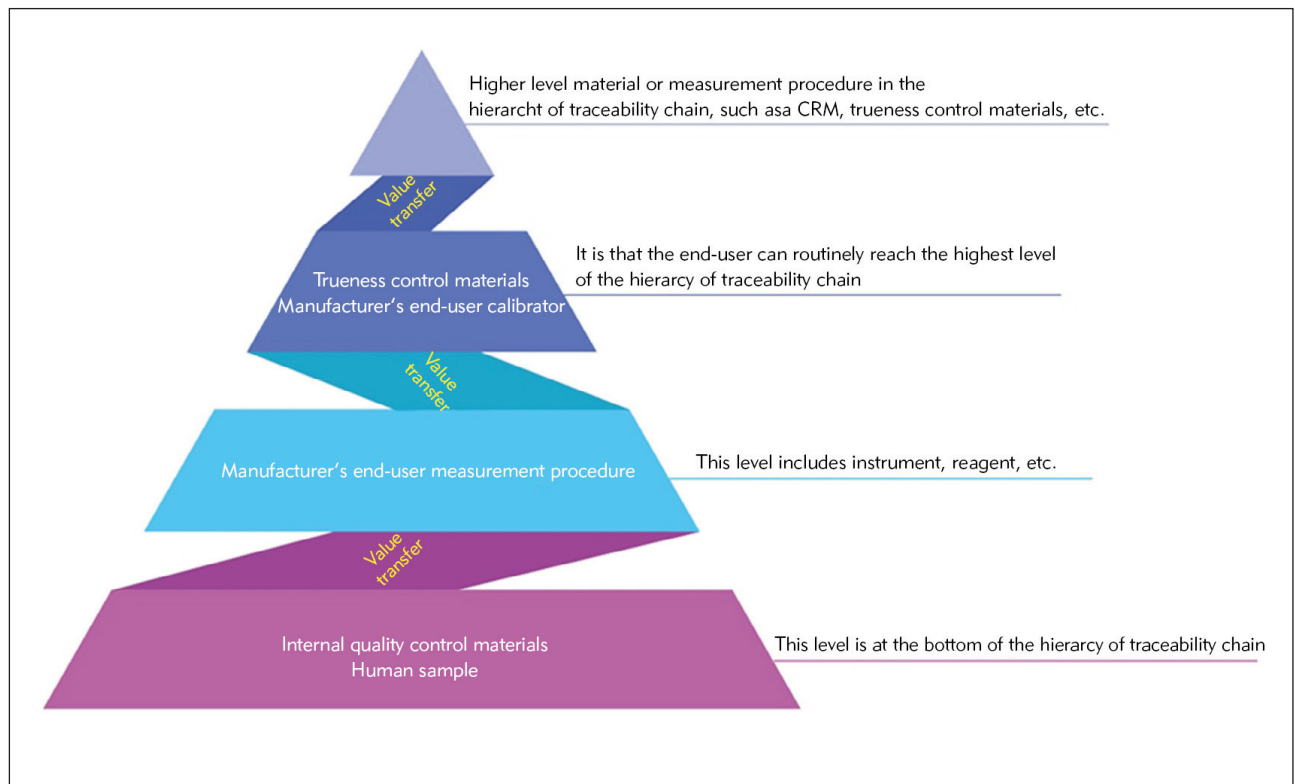 Higher level material or measurement procedure in the
hierarcht of traceability chain, such asa CRM, trueness control materials, etc.
Value
transfer
It is that the end-user can routinely reach the highest level
of the hierarcy of traceability chain
Trueness control materials
Manufacturer's end-user calibrator
Value
transfer
Manufacturer's end-user measurement procedure
This level includes instrument, reagent, etc.
Value
transfer
Internal quality control materials
Human sample
This level is at the bottom of the hierarcy of traceability chain